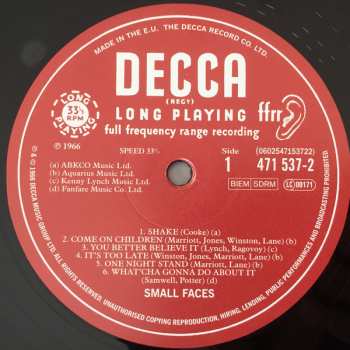 MADE IN THE E.U. THE DECCA RECORD CO. LTD.
DECCA
(REGT)
LONG PLAYING ffrr
full frequency range recording
LONG 33⅓ RPM PLAYING
℗ 1966
SPEED 33⅓
Side (0602547153722)
1 471 537-2
BIEM SDRM LC 00171
(a) ABKCO Music Ltd.
(b) Aquarius Music Ltd.
(c) Kenny Lynch Music Ltd.
(d) Fanfare Music Co. Ltd.
1. SHAKE (Cooke) (a)
2. COME ON CHILDREN (Marriott, Jones, Winston, Lane) (b)
3. YOU BETTER BELIEVE IT (Lynch, Ragovoy) (c)
4. IT'S TOO LATE (Winston, Jones, Marriott, Lane) (b)
5. ONE NIGHT STAND (Marriott, Lane) (b)
6. WHAT'CHA GONNA DO ABOUT IT
(Samwell, Potter) (d)
SMALL FACES
℗ & © 1966 DECCA MUSIC GROUP LTD. ALL RIGHTS RESERVED. UNAUTHORISED COPYING REPRODUCTION, HIRING, LENDING, PUBLIC PERFORMANCES AND BROADCASTING PROHIBITED.